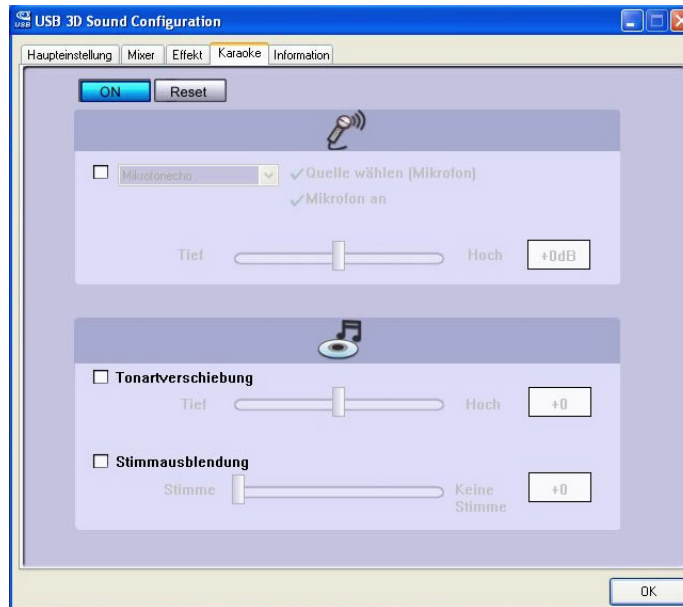 USB USB 3D Sound Configuration
Haupteinstellung Mixer Effekt Karaoke Information
ON Reset
Mikrofonecho ✓Quelle wählen (Mikrofon)
✓Mikrofon an
Tief Hoch +0dB
Tonartverschiebung
Tief Hoch +0
Stimmausblendung
Stimme Keine Stimme +0
OK